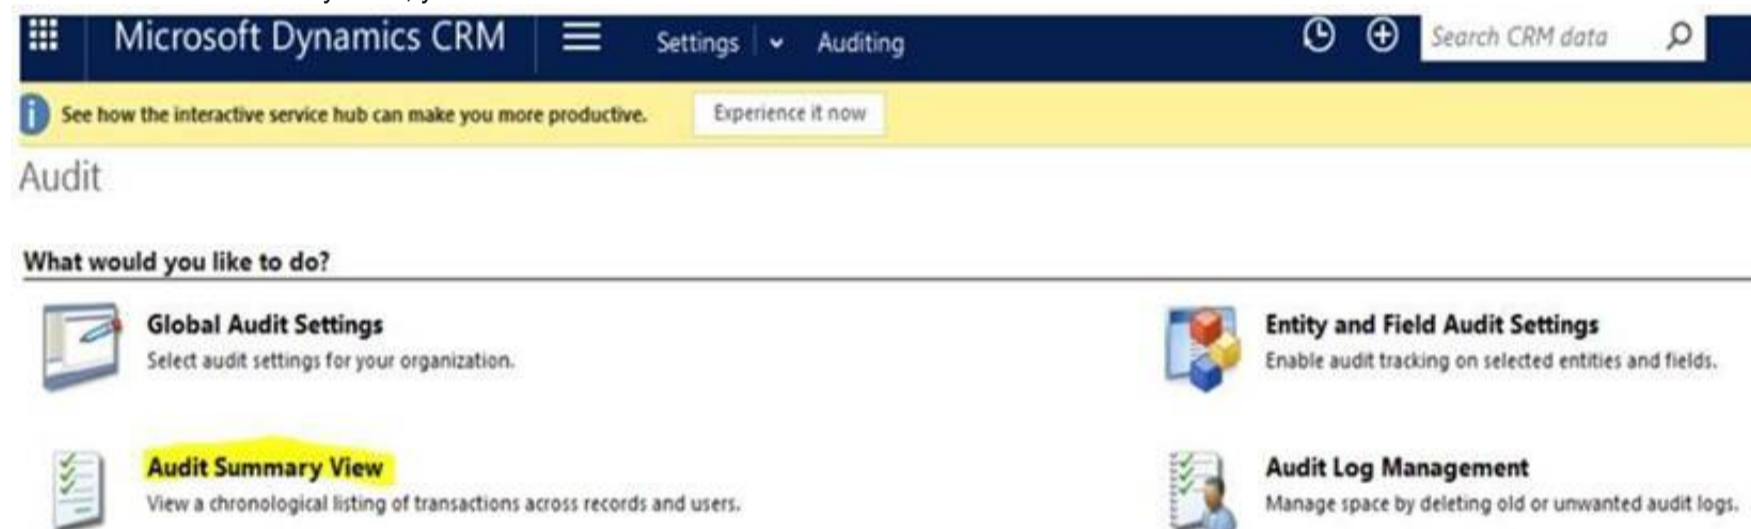 Microsoft Dynamics CRM Settings Auditing Search CRM data
See how the interactive service hub can make you more productive. Experience it now
Audit
What would you like to do?
Global Audit Settings
Select audit settings for your organization.
Entity and Field Audit Settings
Enable audit tracking on selected entities and fields.
Audit Summary View
View a chronological listing of transactions across records and users.
Audit Log Management
Manage space by deleting old or unwanted audit logs.